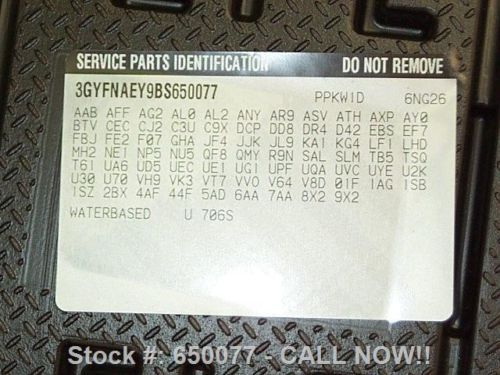 SERVICE PARTS IDENTIFICATION DO NOT REMOVE
3GYFNAEY9BS650077 PPKW1D 6NG26
AAB AFF AG2 AL0 AL2 ANY AR9 ASV ATH AXP AY0
BTV CEC CJ2 C3U C9X DCP DD8 DR4 D42 EBS EF7
FBJ FE2 F07 GHA JF4 JJK JL9 KA1 KG4 LF1 LHD
MH2 NE1 NP5 NU5 QF8 QMY R9N SAL SLM TB5 TSQ
T61 UA6 UD5 UEC UE1 UG1 UPF UQA UVC UYE U2K
U30 U70 VH9 VK3 VT7 VV0 V64 V8D 01F 1AG 1SB
1SZ 2BX 4AF 44F 5AD 6AA 7AA 8X2 9X2
WATERBASED U 706S
Stock #: 650077 - CALL NOW!!